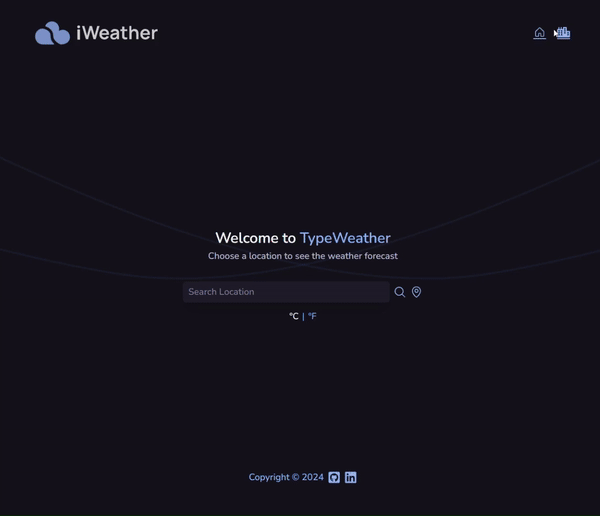 iWeather
Welcome to TypeWeather
Choose a location to see the weather forecast
Search Location
°C | °F
Copyright © 2024